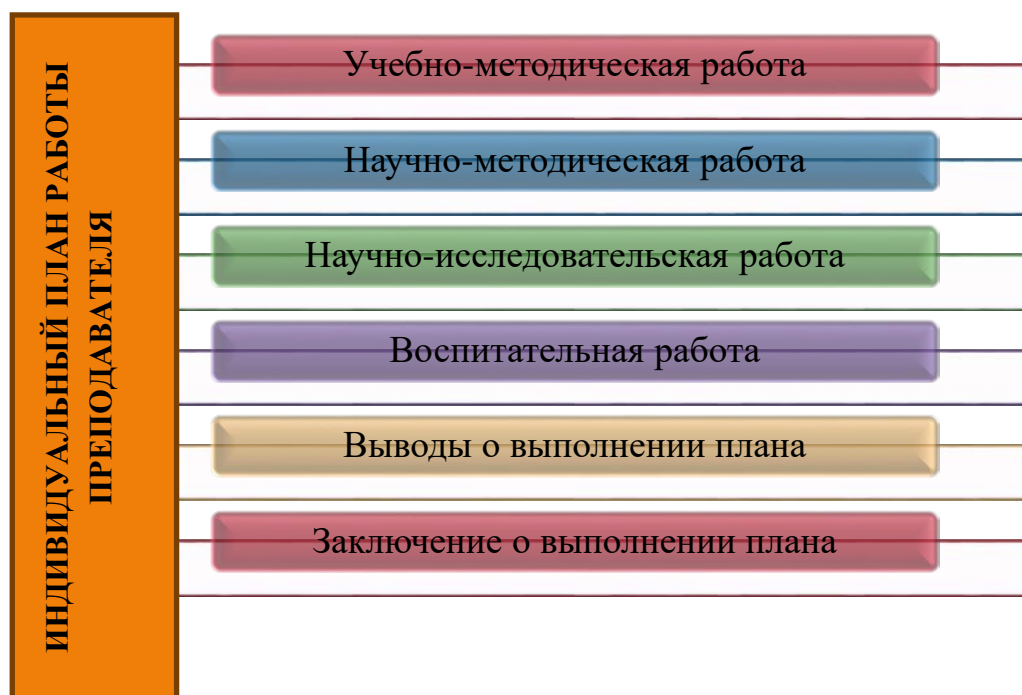 ИНДИВИДУАЛЬНЫЙ ПЛАН РАБОТЫ
ПРЕПОДАВАТЕЛЯ
Учебно-методическая работа
Научно-методическая работа
Научно-исследовательская работа
Воспитательная работа
Выводы о выполнении плана
Заключение о выполнении плана